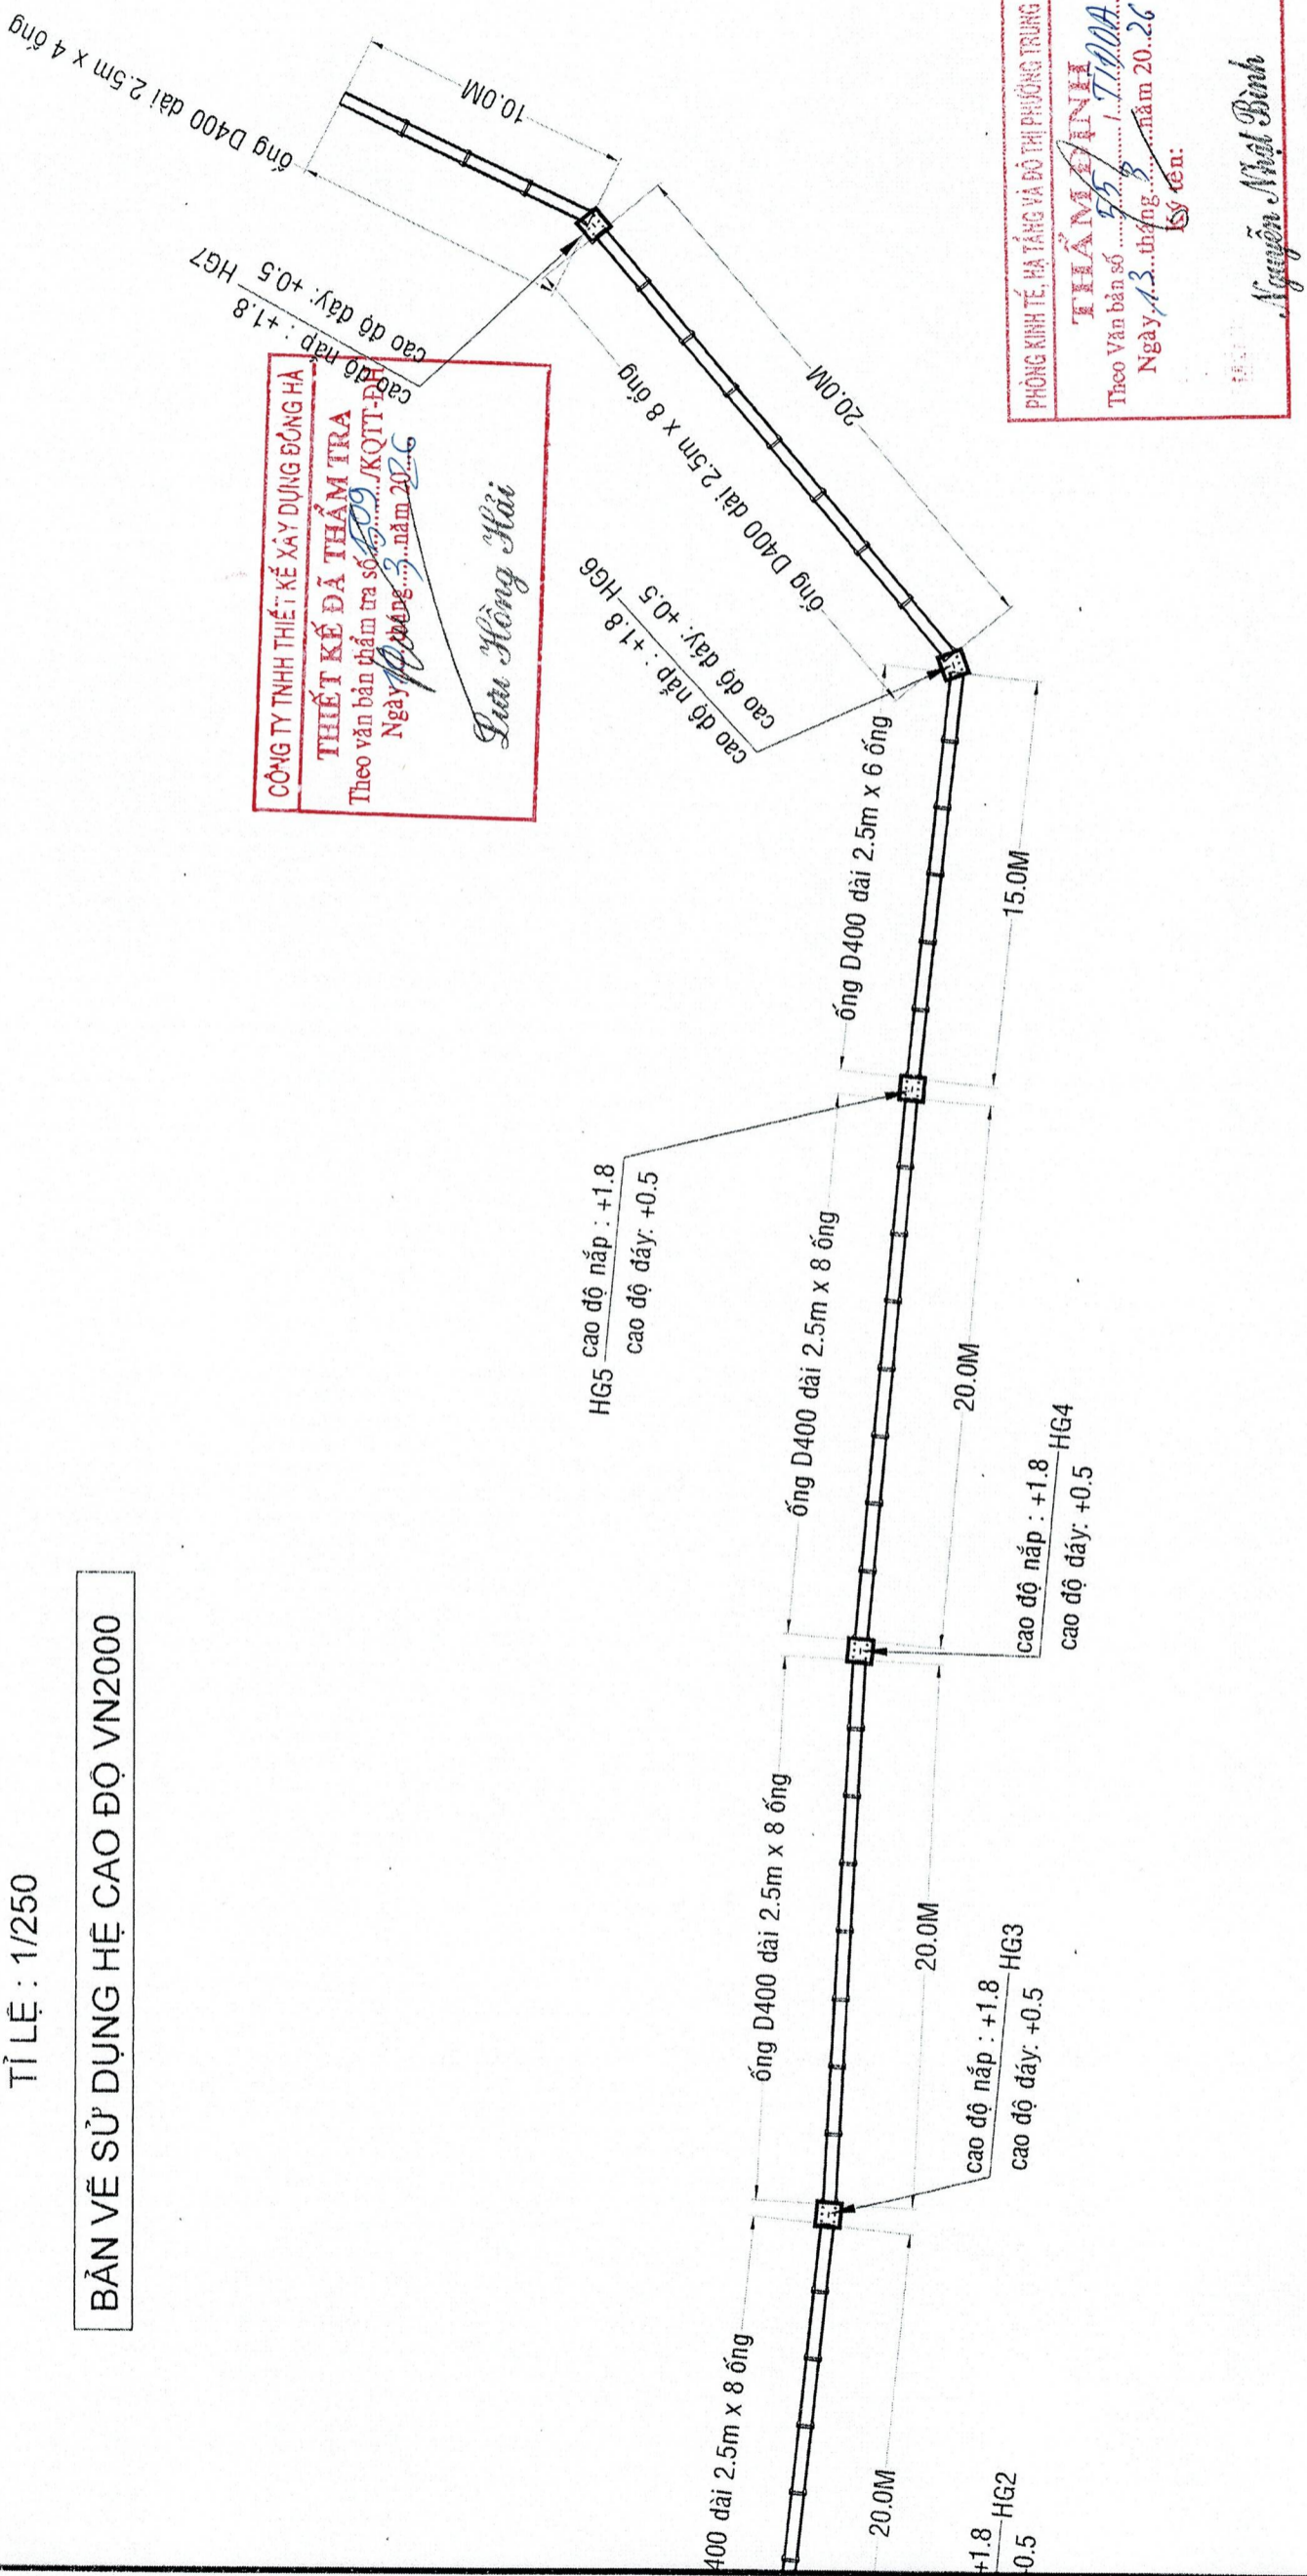 TỈ LỆ : 1/250
BẢN VẼ SỬ DỤNG HỆ CAO ĐỘ VN2000
400 dài 2.5m x 8 ống
20.0M
+1.8
HG2
0.5
ống D400 dài 2.5m x 8 ống
20.0M
cao độ nắp : +1.8
HG3
cao độ đáy: +0.5
ống D400 dài 2.5m x 8 ống
20.0M
cao độ nắp : +1.8
HG4
cao độ đáy: +0.5
HG5
cao độ nắp : +1.8
cao độ đáy: +0.5
ống D400 dài 2.5m x 6 ống
15.0M
cao độ nắp : +1.8
HG6
cao độ đáy: +0.5
ống D400 dài 2.5m x 8 ống
20.0M
cao độ nắp : +1.8
HG7
cao độ đáy: +0.5
ống D400 dài 2.5m x 4 ống
10.0M
CÔNG TY TNHH THIẾT KẾ XÂY DỰNG ĐÔNG HÀ
THIẾT KẾ ĐÃ THẨM TRA
Theo văn bản thẩm tra số 1509/KQTT-ĐH
Ngày tháng 3 năm 2026
Lưu Hồng Hải
PHÒNG KINH TẾ, HẠ TẦNG VÀ ĐÔ THỊ PHƯỜNG TRUNG
THẨM ĐỊNH
Theo Văn bản số 55 /
Ngày 13 tháng 3 năm 2026
Ký tên:
Nguyễn Nhật Bình